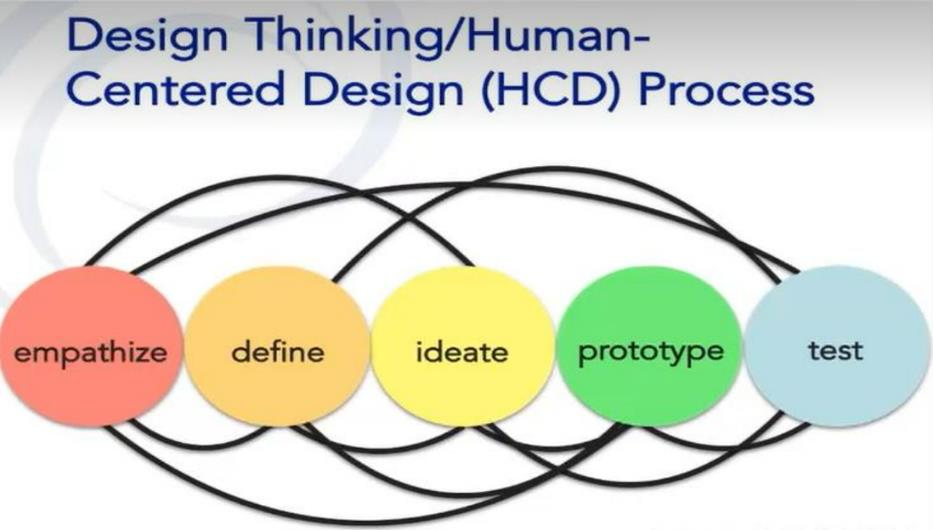 Design Thinking/Human-
Centered Design (HCD) Process
empathize
define
ideate
prototype
test